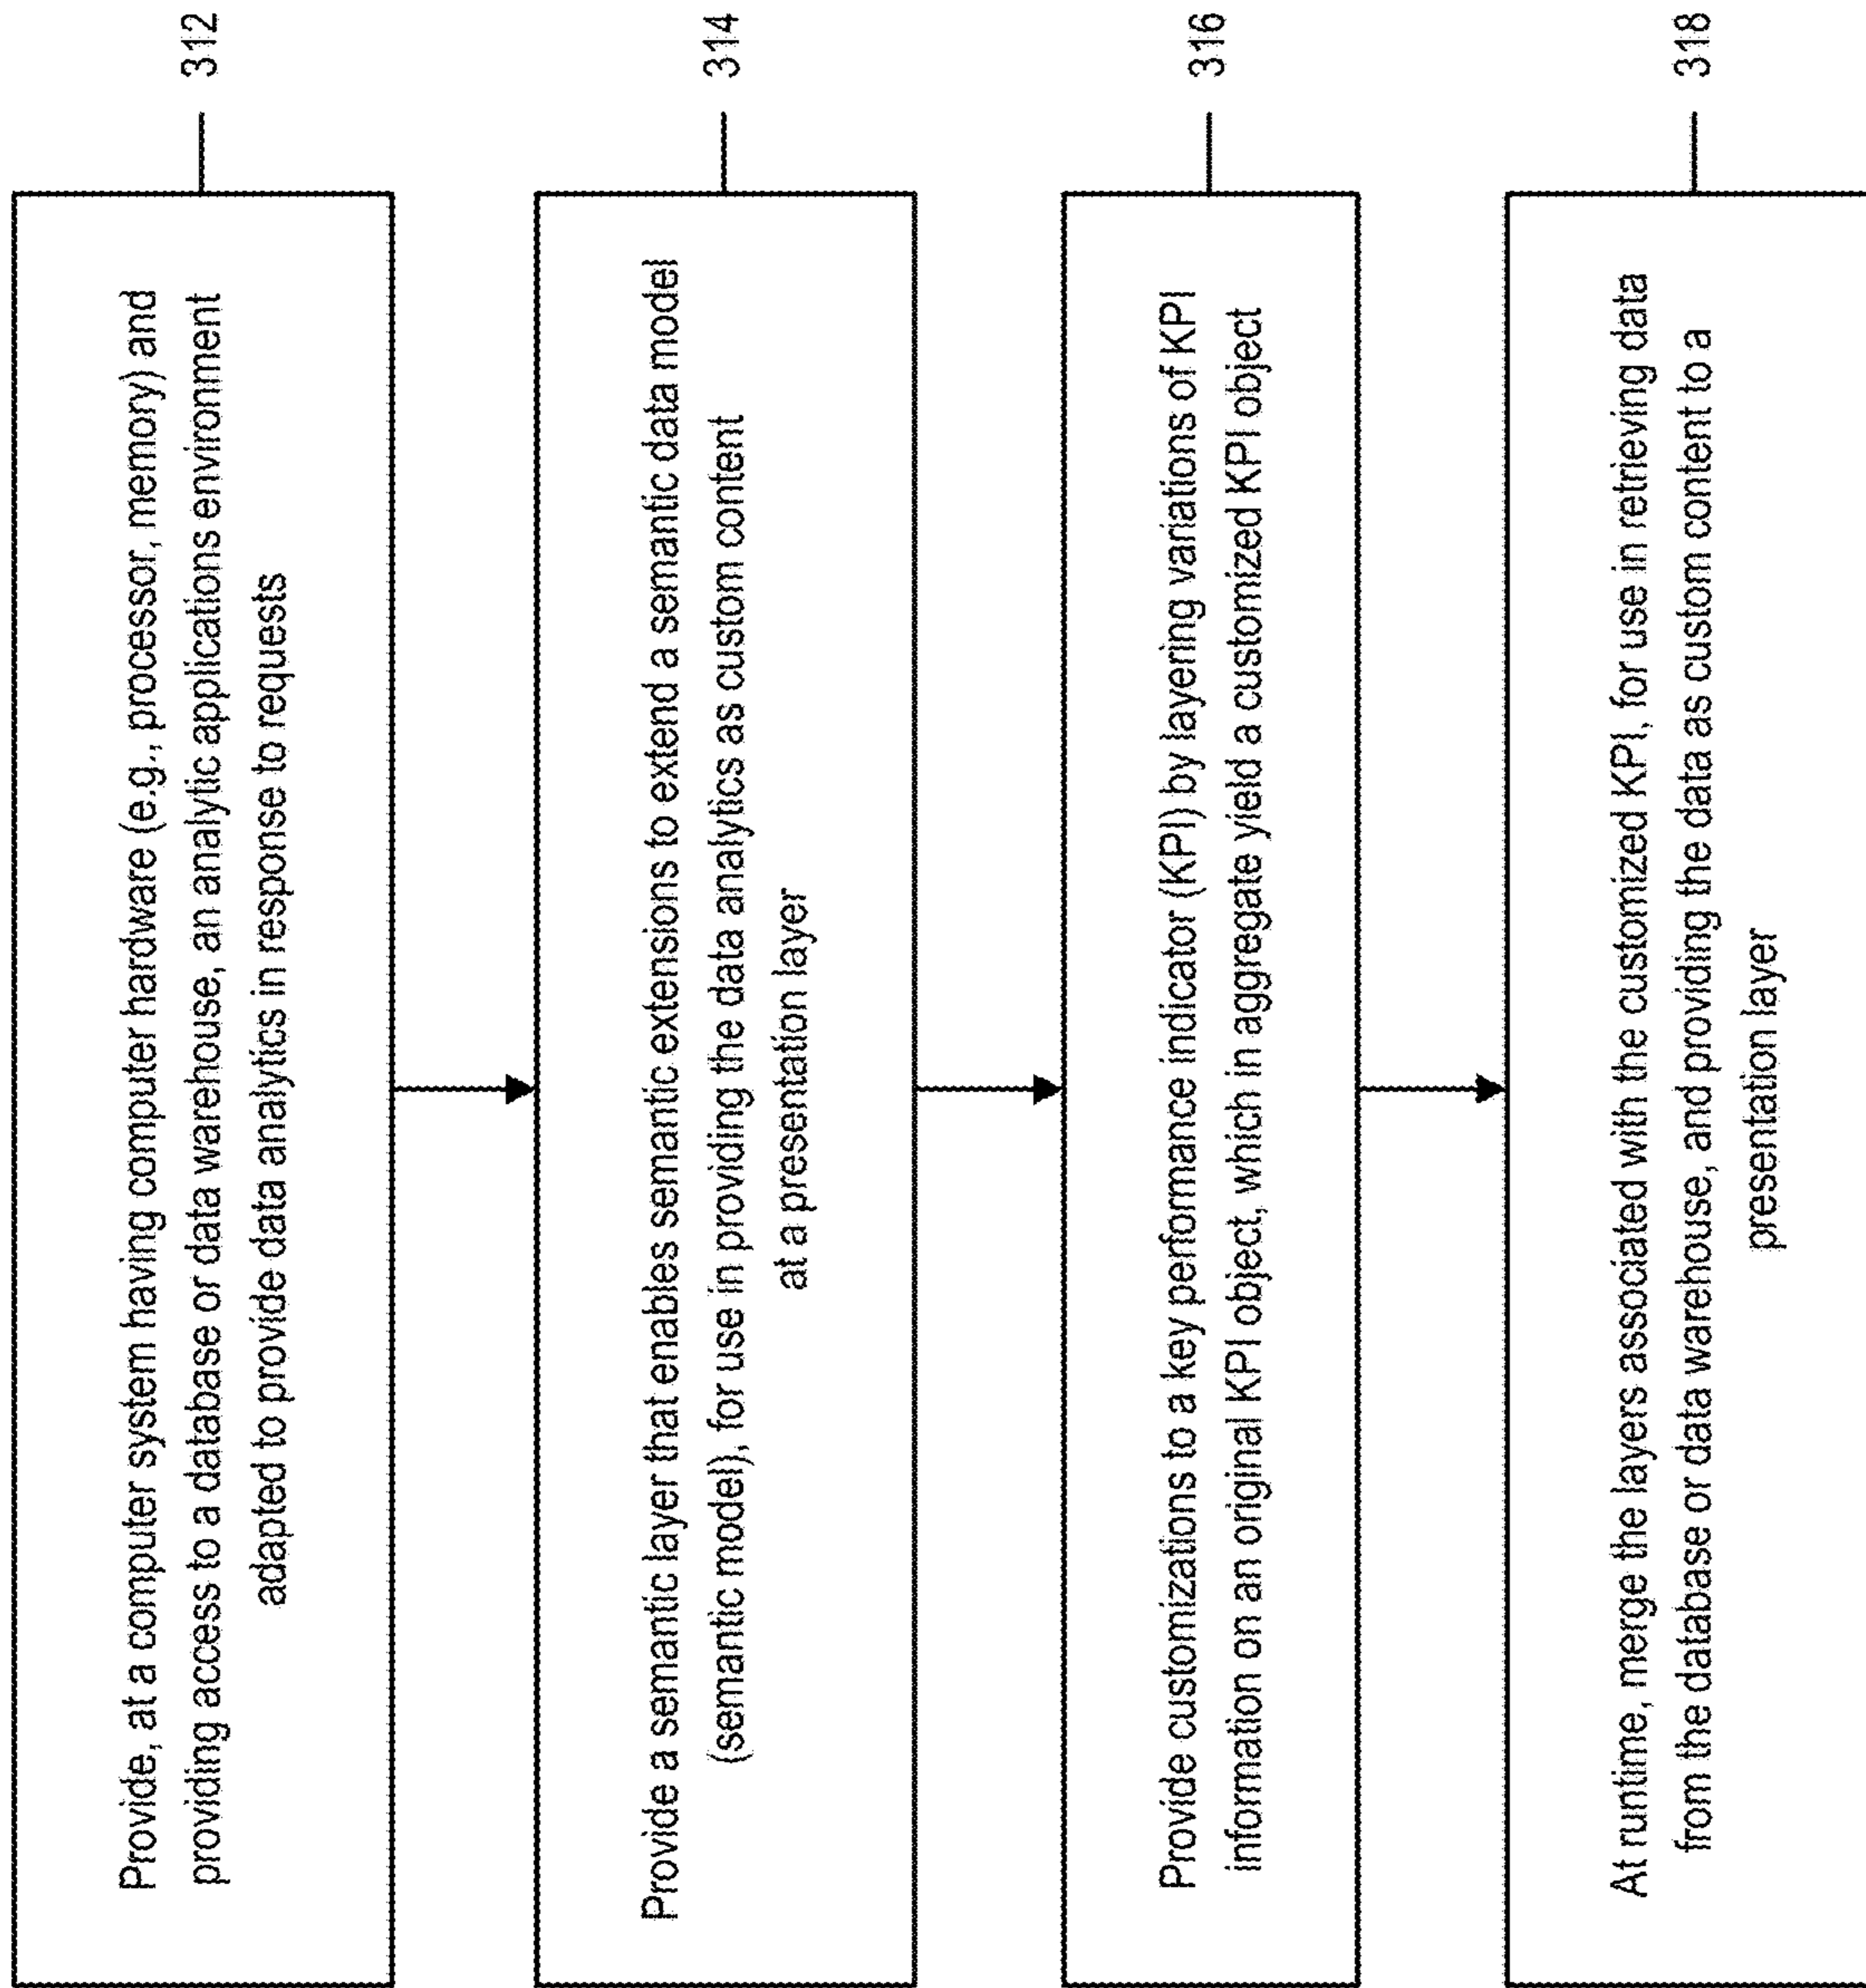 Provide, at a computer system having computer hardware (e.g., processor, memory) and
providing access to a database or data warehouse, an analytic applications environment
adapted to provide data analytics in response to requests
312
Provide a semantic layer that enables semantic extensions to extend a semantic data model
(semantic model), for use in providing the data analytics as custom content
at a presentation layer
314
Provide customizations to a key performance indicator (KPI) by layering variations of KPI
information on an original KPI object, which in aggregate yield a customized KPI object
316
At runtime, merge the layers associated with the customized KPI, for use in retrieving data
from the database or data warehouse, and providing the data as custom content to a
presentation layer
318